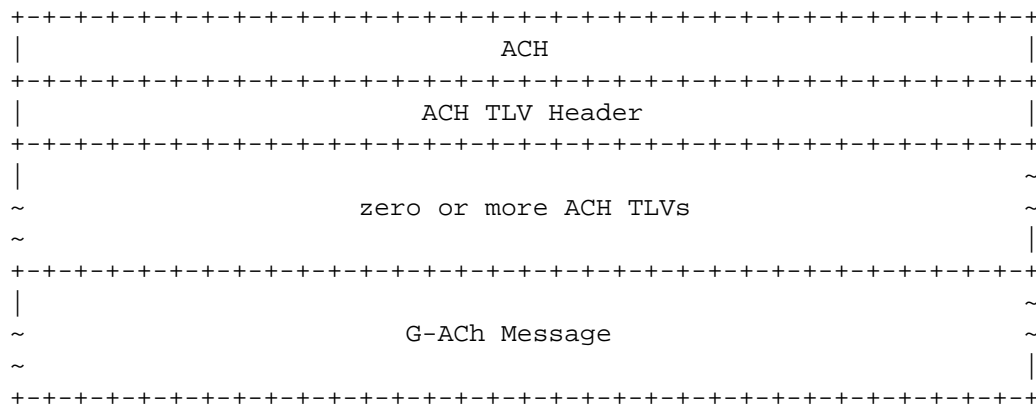 +-+-+-+-+-+-+-+-+-+-+-+-+-+-+-+-+-+-+-+-+-+-+-+-+-+-+-+-+-+-+-+-+
|                              ACH                              |
+-+-+-+-+-+-+-+-+-+-+-+-+-+-+-+-+-+-+-+-+-+-+-+-+-+-+-+-+-+-+-+-+
|                         ACH TLV Header                        |
+-+-+-+-+-+-+-+-+-+-+-+-+-+-+-+-+-+-+-+-+-+-+-+-+-+-+-+-+-+-+-+-+
|                                                               ~
~                     zero or more ACH TLVs                     ~
~                                                               |
+-+-+-+-+-+-+-+-+-+-+-+-+-+-+-+-+-+-+-+-+-+-+-+-+-+-+-+-+-+-+-+-+
|                                                               ~
~                        G-ACh Message                          ~
~                                                               |
+-+-+-+-+-+-+-+-+-+-+-+-+-+-+-+-+-+-+-+-+-+-+-+-+-+-+-+-+-+-+-+-+